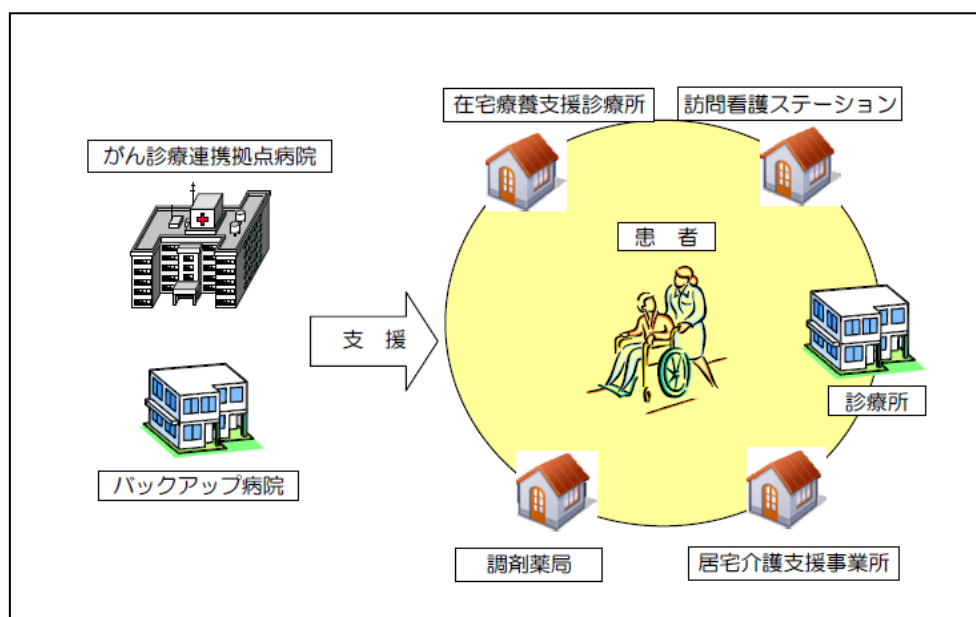 在宅療養支援診療所
訪問看護ステーション
がん診療連携拠点病院
患　者
支　援
診療所
バックアップ病院
調剤薬局
居宅介護支援事業所